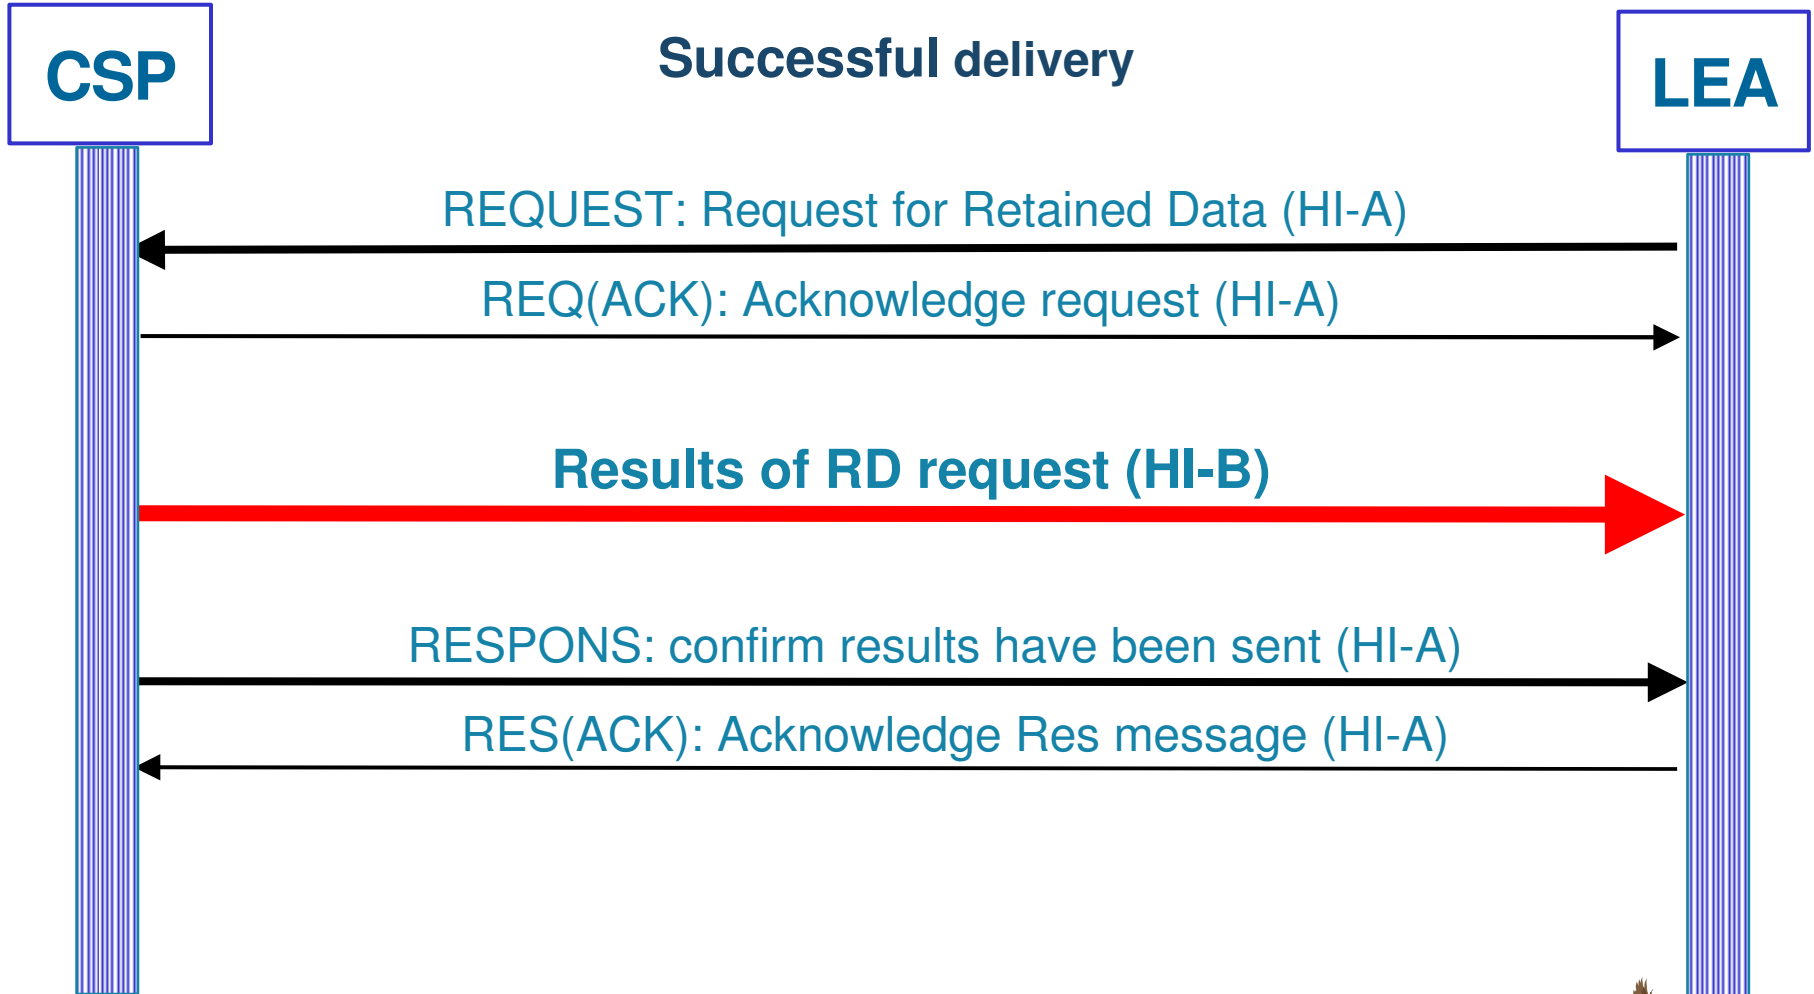 CSP
Successful delivery
LEA
REQUEST: Request for Retained Data (HI-A)
REQ(ACK): Acknowledge request (HI-A)
Results of RD request (HI-B)
RESPONS: confirm results have been sent (HI-A)
RES(ACK): Acknowledge Res message (HI-A)